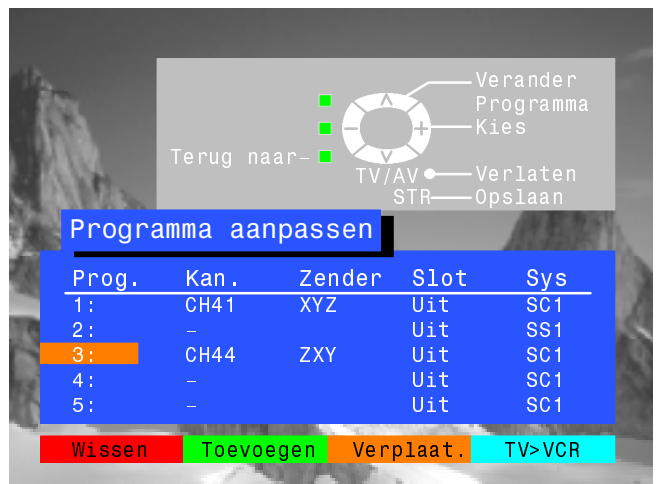 Verander
Programma
Kies
Terug naar
TV/AV Verlaten
STR Opslaan
Programma aanpassen
Prog. Kan. Zender Slot Sys
1: CH41 XYZ Uit SC1
2: – Uit SS1
3: CH44 ZXY Uit SC1
4: – Uit SC1
5: – Uit SC1
Wissen Toevoegen Verplaat. TV>VCR